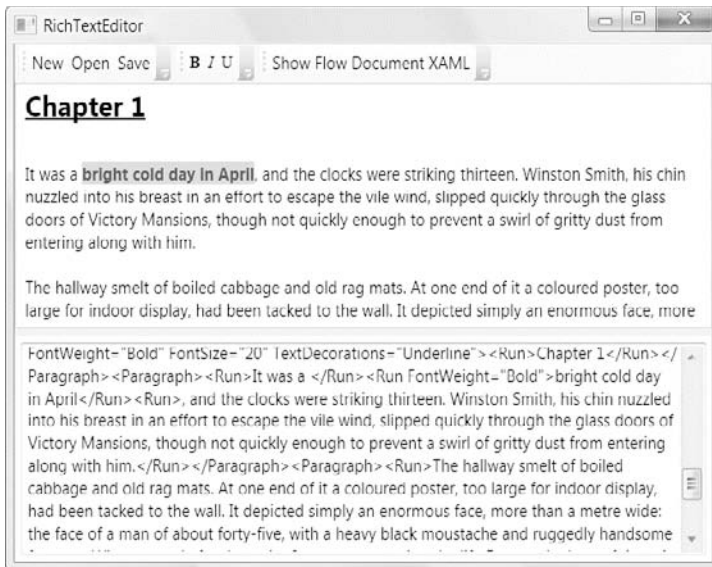 RichTextEditor
New Open Save B I U Show Flow Document XAML
Chapter 1
It was a bright cold day in April, and the clocks were striking thirteen. Winston Smith, his chin
nuzzled into his breast in an effort to escape the vile wind, slipped quickly through the glass
doors of Victory Mansions, though not quickly enough to prevent a swirl of gritty dust from
entering along with him.
The hallway smelt of boiled cabbage and old rag mats. At one end of it a coloured poster, too
large for indoor display, had been tacked to the wall. It depicted simply an enormous face, more
FontWeight="Bold" FontSize="20" TextDecorations="Underline"><Run>Chapter 1</Run></
Paragraph><Paragraph><Run>It was a </Run><Run FontWeight="Bold">bright cold day
in April</Run><Run>, and the clocks were striking thirteen. Winston Smith, his chin nuzzled
into his breast in an effort to escape the vile wind, slipped quickly through the glass doors of
Victory Mansions, though not quickly enough to prevent a swirl of gritty dust from entering
along with him.</Run></Paragraph><Paragraph><Run>The hallway smelt of boiled
cabbage and old rag mats. At one end of it a coloured poster, too large for indoor display,
had been tacked to the wall. It depicted simply an enormous face, more than a metre wide:
the face of a man of about forty-five, with a heavy black moustache and ruggedly handsome